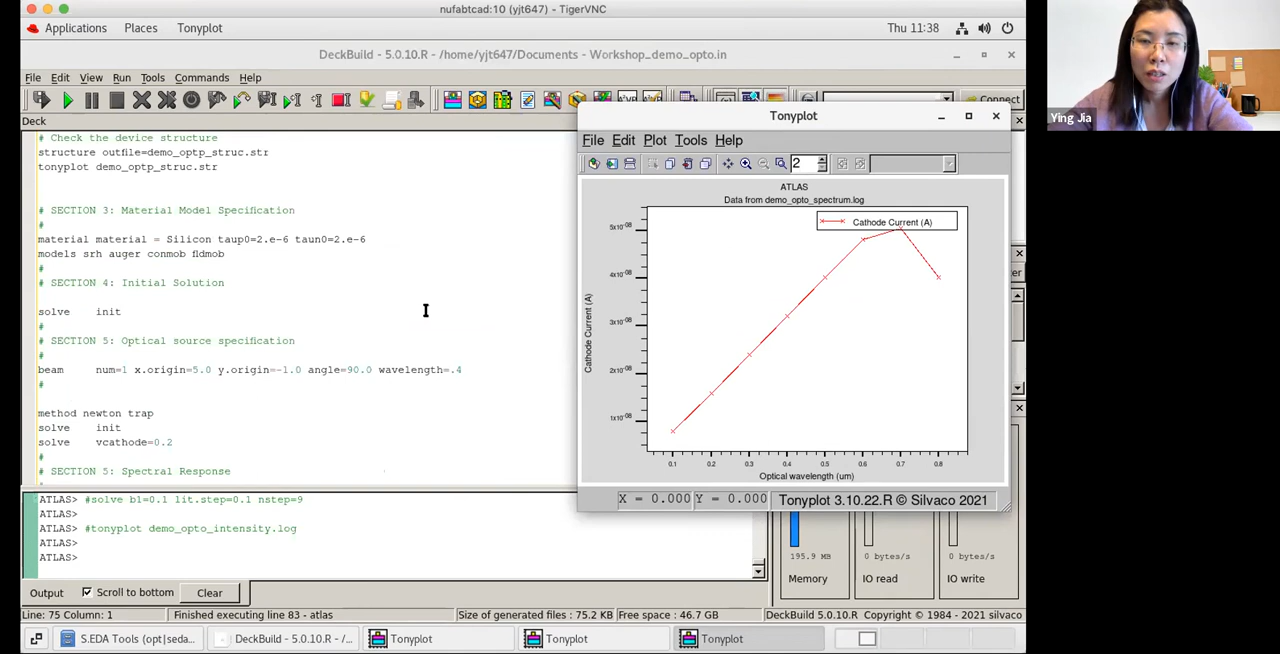 nufabtcad:10 (yjt647) - TigerVNC
Applications Places Tonyplot Thu 11:38
DeckBuild - 5.0.10.R - /home/yjt647/Documents - Workshop_demo_opto.in
File Edit View Run Tools Commands Help
Connect
Deck
# Check the device structure
structure outfile=demo_optp_struc.str
tonyplot demo_optp_struc.str
# SECTION 3: Material Model Specification
#
material material = Silicon taup0=2.e-6 taun0=2.e-6
models srh auger conmob fldmob
#
# SECTION 4: Initial Solution
solve init
#
# SECTION 5: Optical source specification
#
beam num=1 x.origin=5.0 y.origin=-1.0 angle=90.0 wavelength=.4
#
method newton trap
solve init
solve vcathode=0.2
#
# SECTION 5: Spectral Response
Tonyplot
File Edit Plot Tools Help
2
ATLAS
Data from demo_opto_spectrum.log
Cathode Current (A)
5x10-08
4x10-08
3x10-08
2x10-08
1x10-08
Cathode Current (A)
0.1 0.2 0.3 0.4 0.5 0.6 0.7 0.8
Optical wavelength (um)
X = 0.000 Y = 0.000 Tonyplot 3.10.22.R © Silvaco 2021
ATLAS> #solve b1=0.1 lit.step=0.1 nstep=9
ATLAS>
ATLAS> #tonyplot demo_opto_intensity.log
ATLAS>
ATLAS>
195.9 MB 0 bytes/s 0 bytes/s
Memory IO read IO write
Output Scroll to bottom Clear
Line: 75 Column: 1 Finished executing line 83 - atlas Size of generated files : 75.2 KB Free space : 46.7 GB DeckBuild 5.0.10.R Copyright © 1984 - 2021 silvaco
S.EDA Tools (opt|seda... DeckBuild - 5.0.10.R - /... Tonyplot Tonyplot Tonyplot
Ying Jia